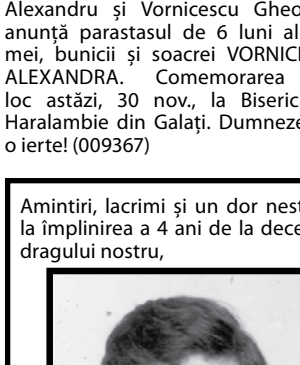 Alexandru și Vornicescu Gheo
anunță parastasul de 6 luni al
mei, bunicii și soacrei VORNIC
ALEXANDRA. Comemorarea
loc astăzi, 30 nov., la Biseric
Haralambie din Galați. Dumneze
o ierte! (009367)
Amintiri, lacrimi și un dor nest
la împlinirea a 4 ani de la dece
dragului nostru,